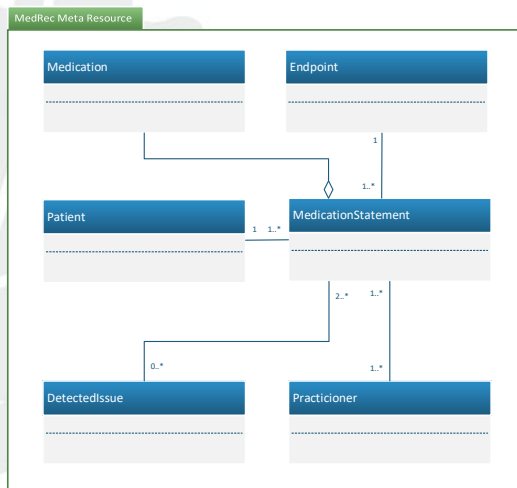 MedRec Meta Resource
Medication
Endpoint
1
1..*
Patient
1 1..*
MedicationStatement
2..* 1..*
0..* 1..*
DetectedIssue
Practicioner